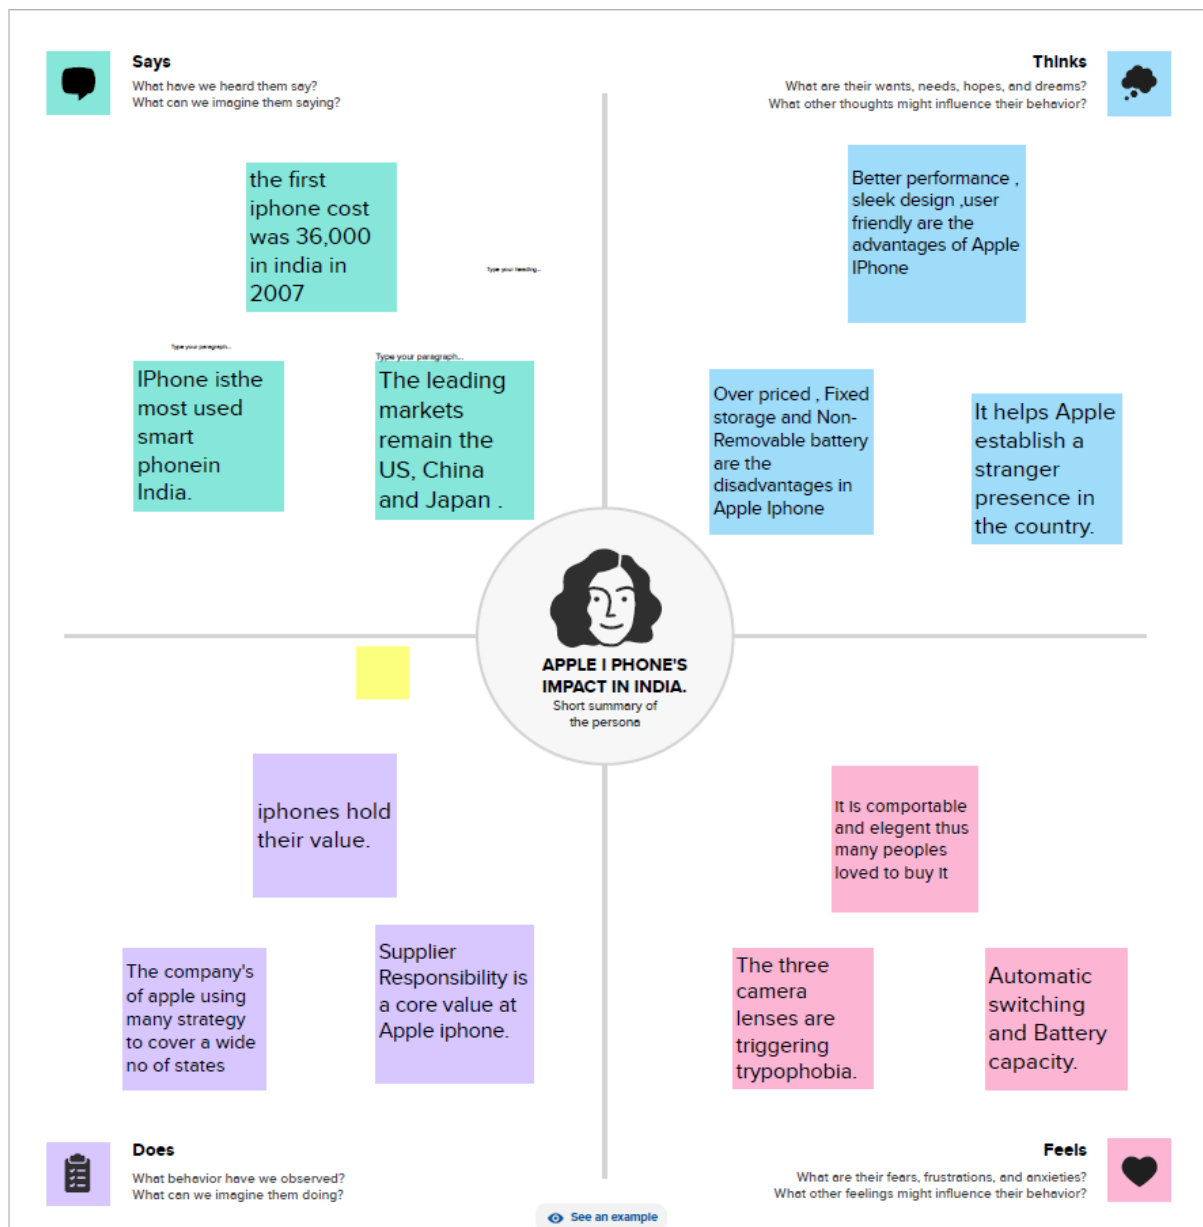 Says
What have we heard them say?
What can we imagine them saying?
Thinks
What are their wants, needs, hopes, and dreams?
What other thoughts might influence their behavior?
the first
iphone cost
was 36,000
in india in
2007
Type your heading...
Type your paragraph...
IPhone isthe
most used
smart
phonein
India.
Type your paragraph...
The leading
markets
remain the
US, China
and Japan .
Better performance ,
sleek design ,user
friendly are the
advantages of Apple
IPhone
Over priced , Fixed
storage and Non-
Removable battery
are the
disadvantages in
Apple Iphone
It helps Apple
establish a
stranger
presence in
the country.
APPLE I PHONE'S
IMPACT IN INDIA.
Short summary of
the persona
iphones hold
their value.
The company's
of apple using
many strategy
to cover a wide
no of states
Supplier
Responsibility is
a core value at
Apple iphone.
It is comportable
and elegent thus
many peoples
loved to buy it
The three
camera
lenses are
triggering
trypophobia.
Automatic
switching
and Battery
capacity.
Does
What behavior have we observed?
What can we imagine them doing?
Feels
What are their fears, frustrations, and anxieties?
What other feelings might influence their behavior?
See an example